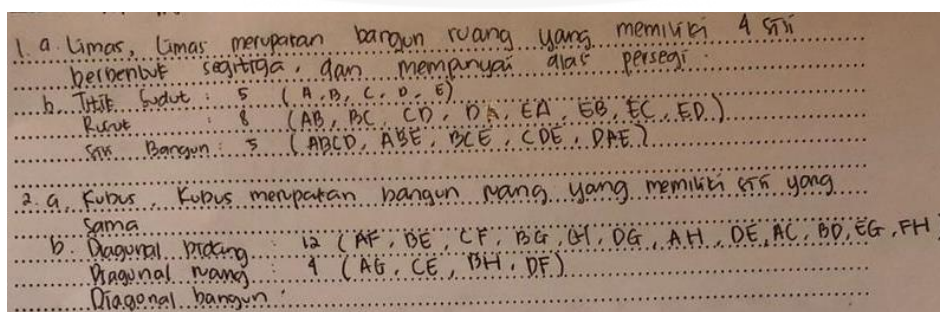 1. a. Limas, Limas merupakan bangun ruang yang memiliki 4 sisi
berbentuk segitiga, dan mempunyai alas persegi.
b. Titik Sudut : 5 (A, B, C, D, E)
Rusuk : 8 (AB, BC, CD, DA, EA, EB, EC, ED)
Sisi Bangun : 5 (ABCD, ABE, BCE, CDE, DAE)
2. a. Kubus, Kubus merupakan bangun ruang yang memiliki sisi yang
sama
b. Diagonal bidang : 12 (AF, BE, CF, BG, CH, DG, AH, DE, AC, BD, EG, FH
Diagonal ruang : 4 (AG, CE, BH, DF)
Diagonal bangun :